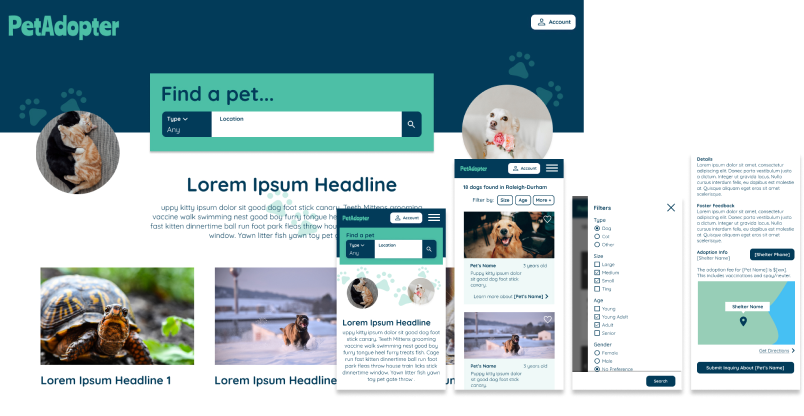 PetAdopter
Account
Find a pet...
Type
Any
Location
Lorem Ipsum Headline
uppy kitty ipsum dolor sit good dog foot stick canary. Teeth Mittens grooming
vaccine walk swimming nest good boy furry tongue he
fast kitten dinnertime ball run foot park fleas throw hou
window. Yawn litter fish yawn toy pet g
Lorem Ipsum Headline 1
Lorem Ipsum Headline
PetAdopter
Account
Find a pet
Type
Any
Location
Lorem Ipsum Headline
uppy kitty ipsum dolor sit good dog foot
stick canary. Teeth Mittens grooming
vaccine walk swimming nest good boy
furry tongue heel furry treats fish. Cage
run fast kitten dinnertime ball run foot
park fleas throw house train licks stick
dinnertime window. Yawn litter fish yawn
toy pet gate throw.
PetAdopter
Account
18 dogs found in Raleigh-Durham
Filter by:
Size
Age
More +
Pet's Name
3 years old
Puppy kitty ipsum dolor
sit good dog foot stick
canary.
Learn more about [Pet's Name]
Pet's Name
3 years old
Puppy kitty ipsum dolor
sit good dog foot stick
Filters
Type
Dog
Cat
Other
Size
Large
Medium
Small
Tiny
Age
Young
Young Adult
Adult
Senior
Gender
Female
Male
No Preference
Search
Details
Lorem ipsum dolor sit amet, consectetur
adipiscing elit. Donec porta vestibulum justo
a dictum. Integer ut gravida lacus. Nulla
cursus interdum felis, eu dapibus est molestie
at. Quisque aliquam eget eros sit amet
scelerisque.
Foster Feedback
Lorem ipsum dolor sit amet, consectetur
adipiscing elit. Donec porta vestibulum justo
a dictum. Integer ut gravida lacus. Nulla
cursus interdum felis, eu dapibus est molestie
at. Quisque aliquam eget eros sit amet
scelerisque.
Adoption Info
[Shelter Name]
[Shelter Phone]
The adoption fee for [Pet Name] is $[xxx].
This includes vaccinations and spay/neuter.
Shelter Name
Get Directions
Submit Inquiry About [Pet's Name]